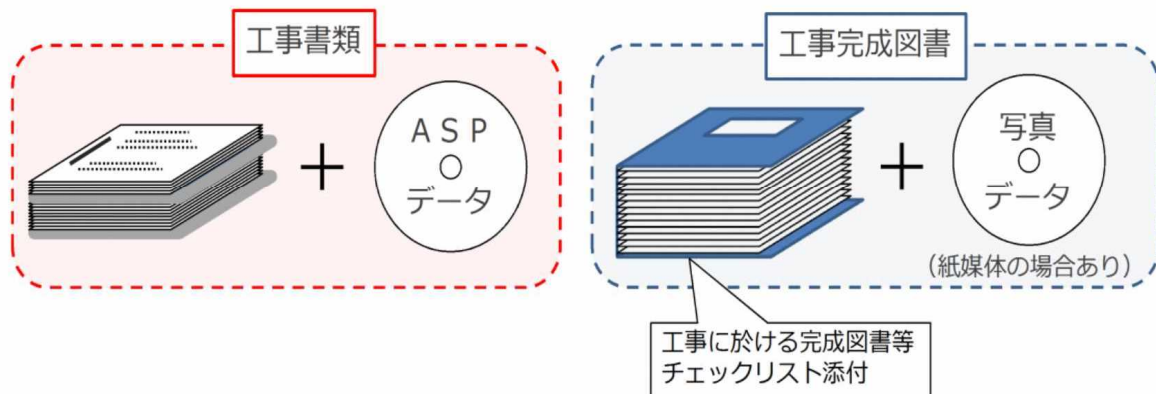 工事書類
ASP
データ
工事完成図書
写真
データ
(紙媒体の場合あり)
工事に於ける完成図書等
チェックリスト添付